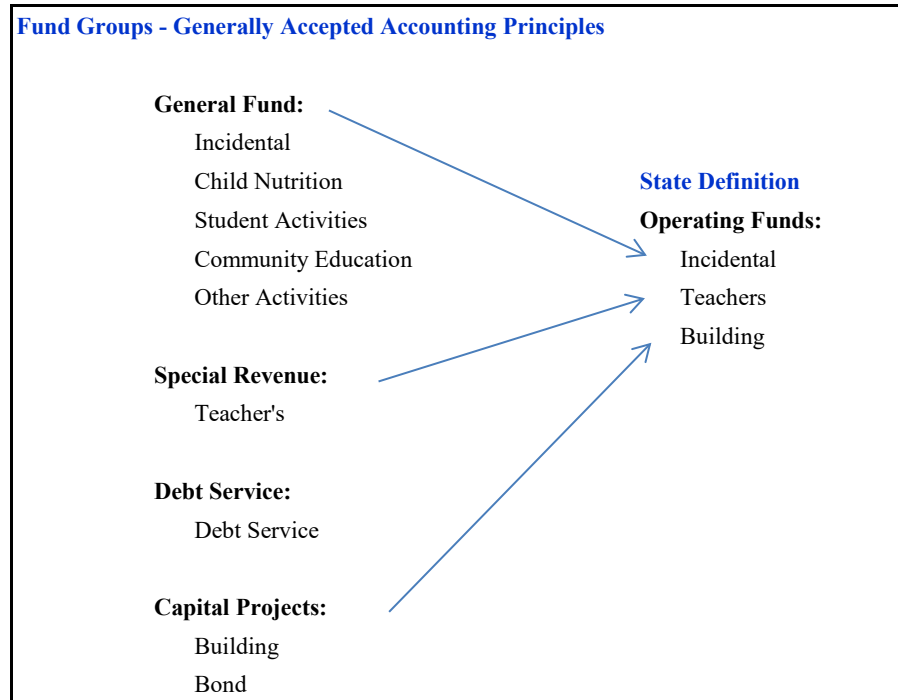 Fund Groups - Generally Accepted Accounting Principles
General Fund:
Incidental
Child Nutrition
Student Activities
Community Education
Other Activities
Special Revenue:
Teacher's
Debt Service:
Debt Service
Capital Projects:
Building
Bond
State Definition
Operating Funds:
Incidental
Teachers
Building